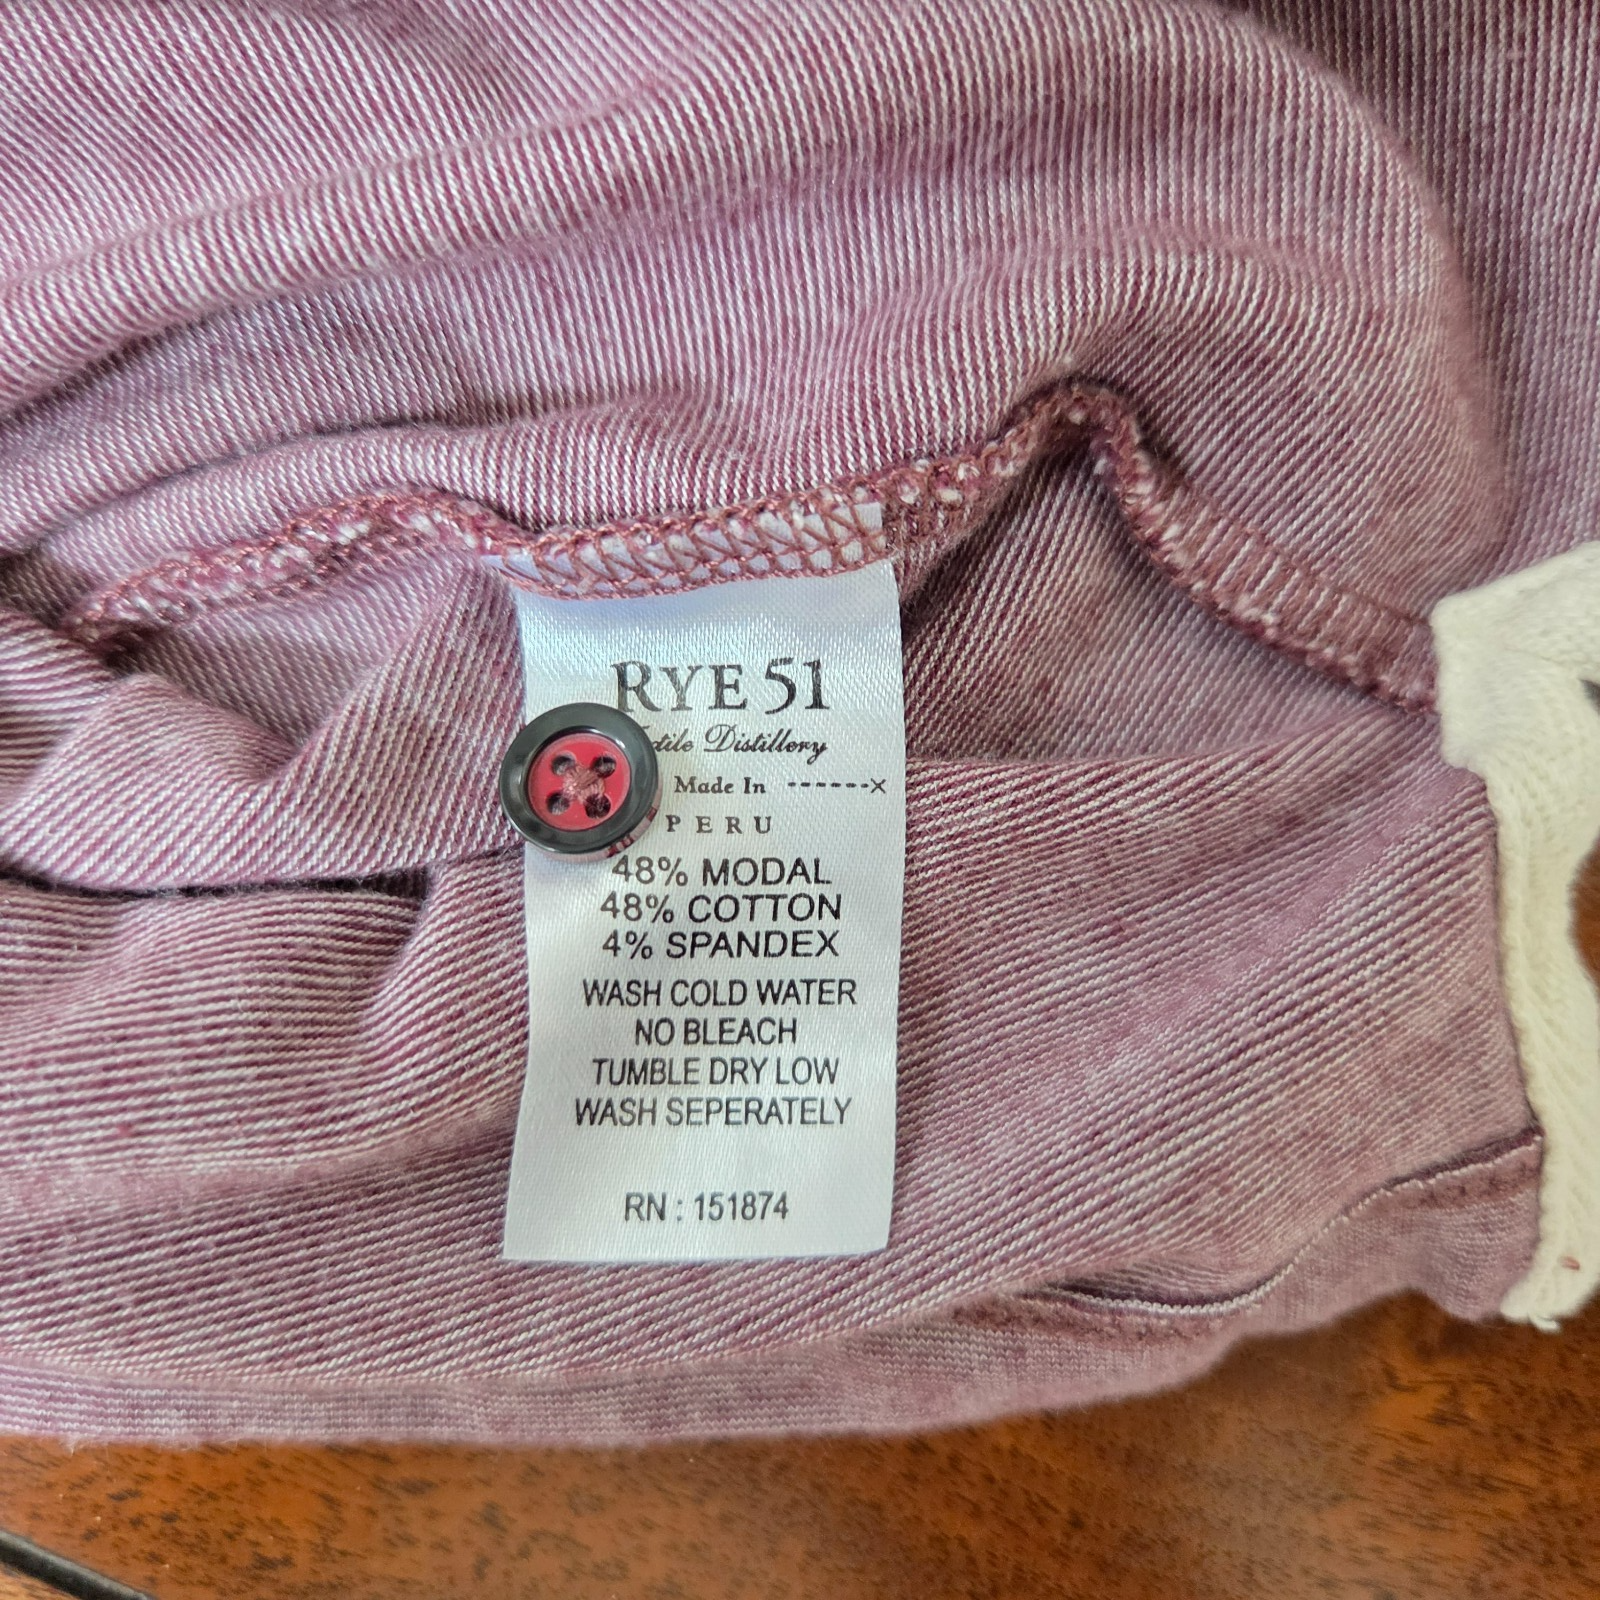 RYE 51
Distillery
Made In ------x
PERU
48% MODAL
48% COTTON
4% SPANDEX
WASH COLD WATER
NO BLEACH
TUMBLE DRY LOW
WASH SEPERATELY
RN : 151874